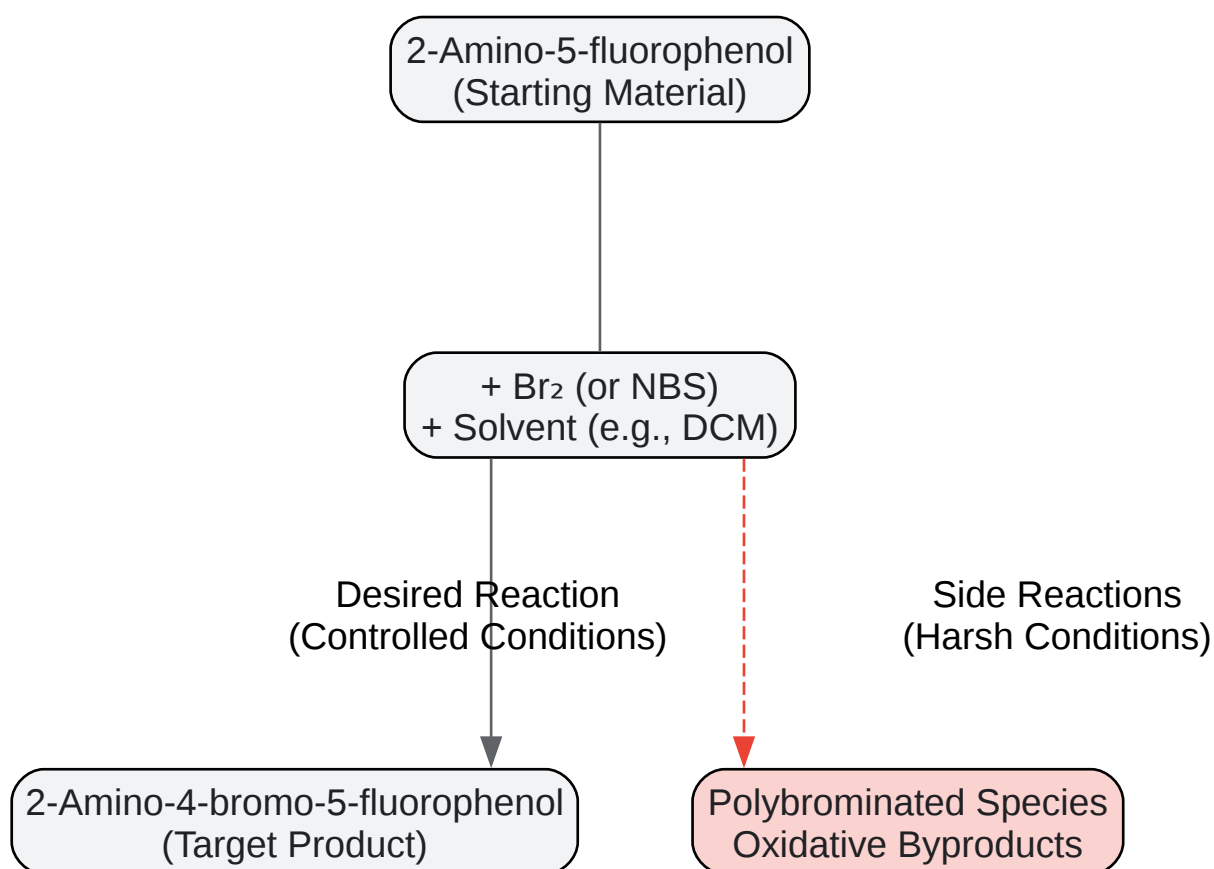 2-Amino-5-fluorophenol
(Starting Material)
+ Br₂ (or NBS)
+ Solvent (e.g., DCM)
Desired Reaction
(Controlled Conditions)
Side Reactions
(Harsh Conditions)
2-Amino-4-bromo-5-fluorophenol
(Target Product)
Polybrominated Species
Oxidative Byproducts